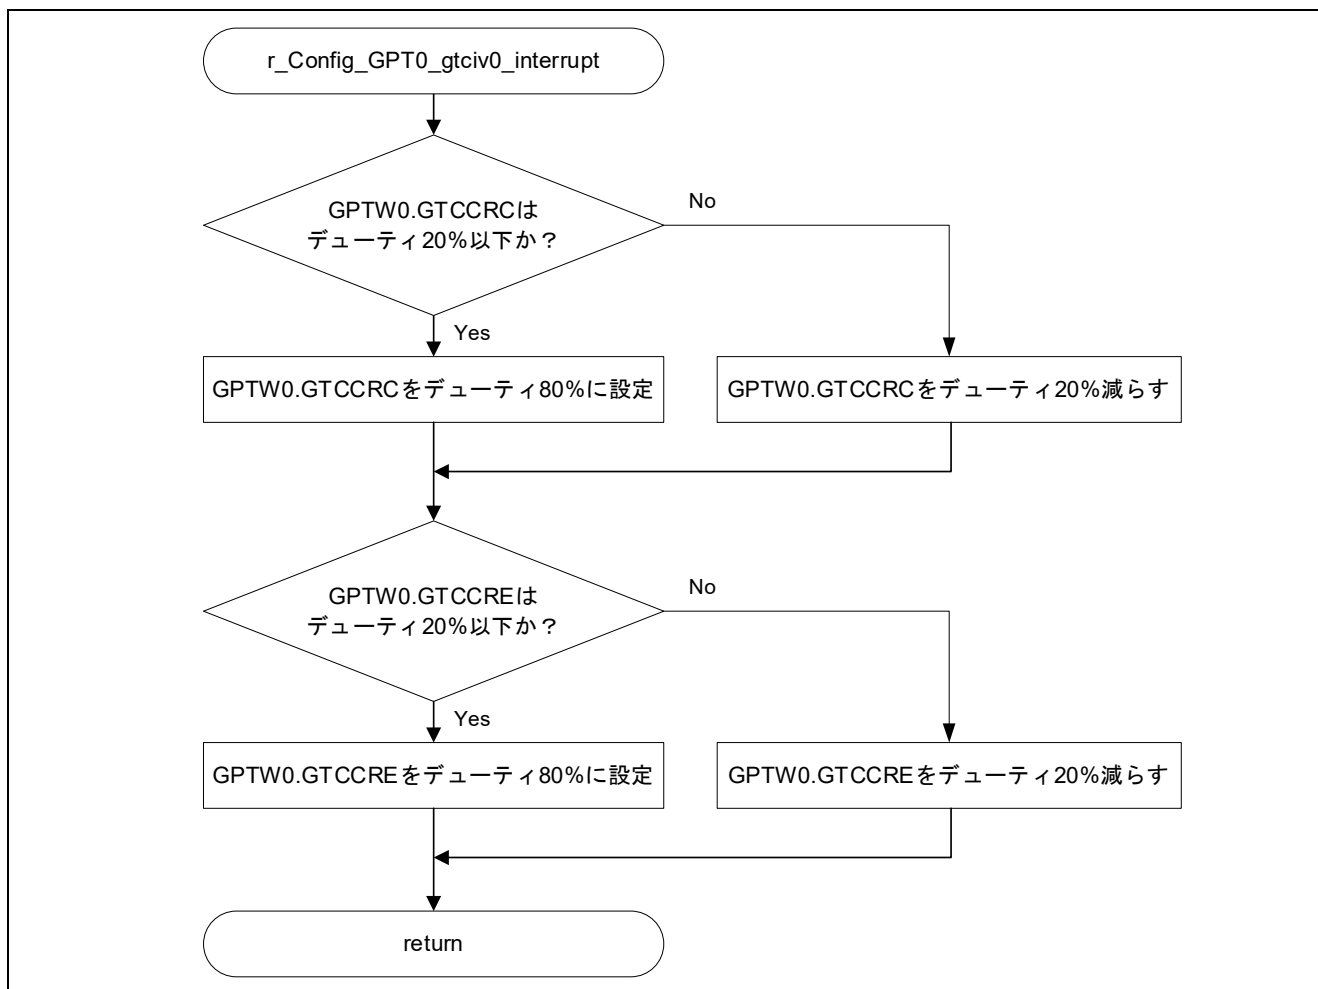 r_Config_GPT0_gtciv0_interrupt
GPTW0.GTCCRCは
デューティ20%以下か？
No
Yes
GPTW0.GTCCRCをデューティ80%に設定
GPTW0.GTCCRCをデューティ20%減らす
GPTW0.GTCCREは
デューティ20%以下か？
No
Yes
GPTW0.GTCCREをデューティ80%に設定
GPTW0.GTCCREをデューティ20%減らす
return